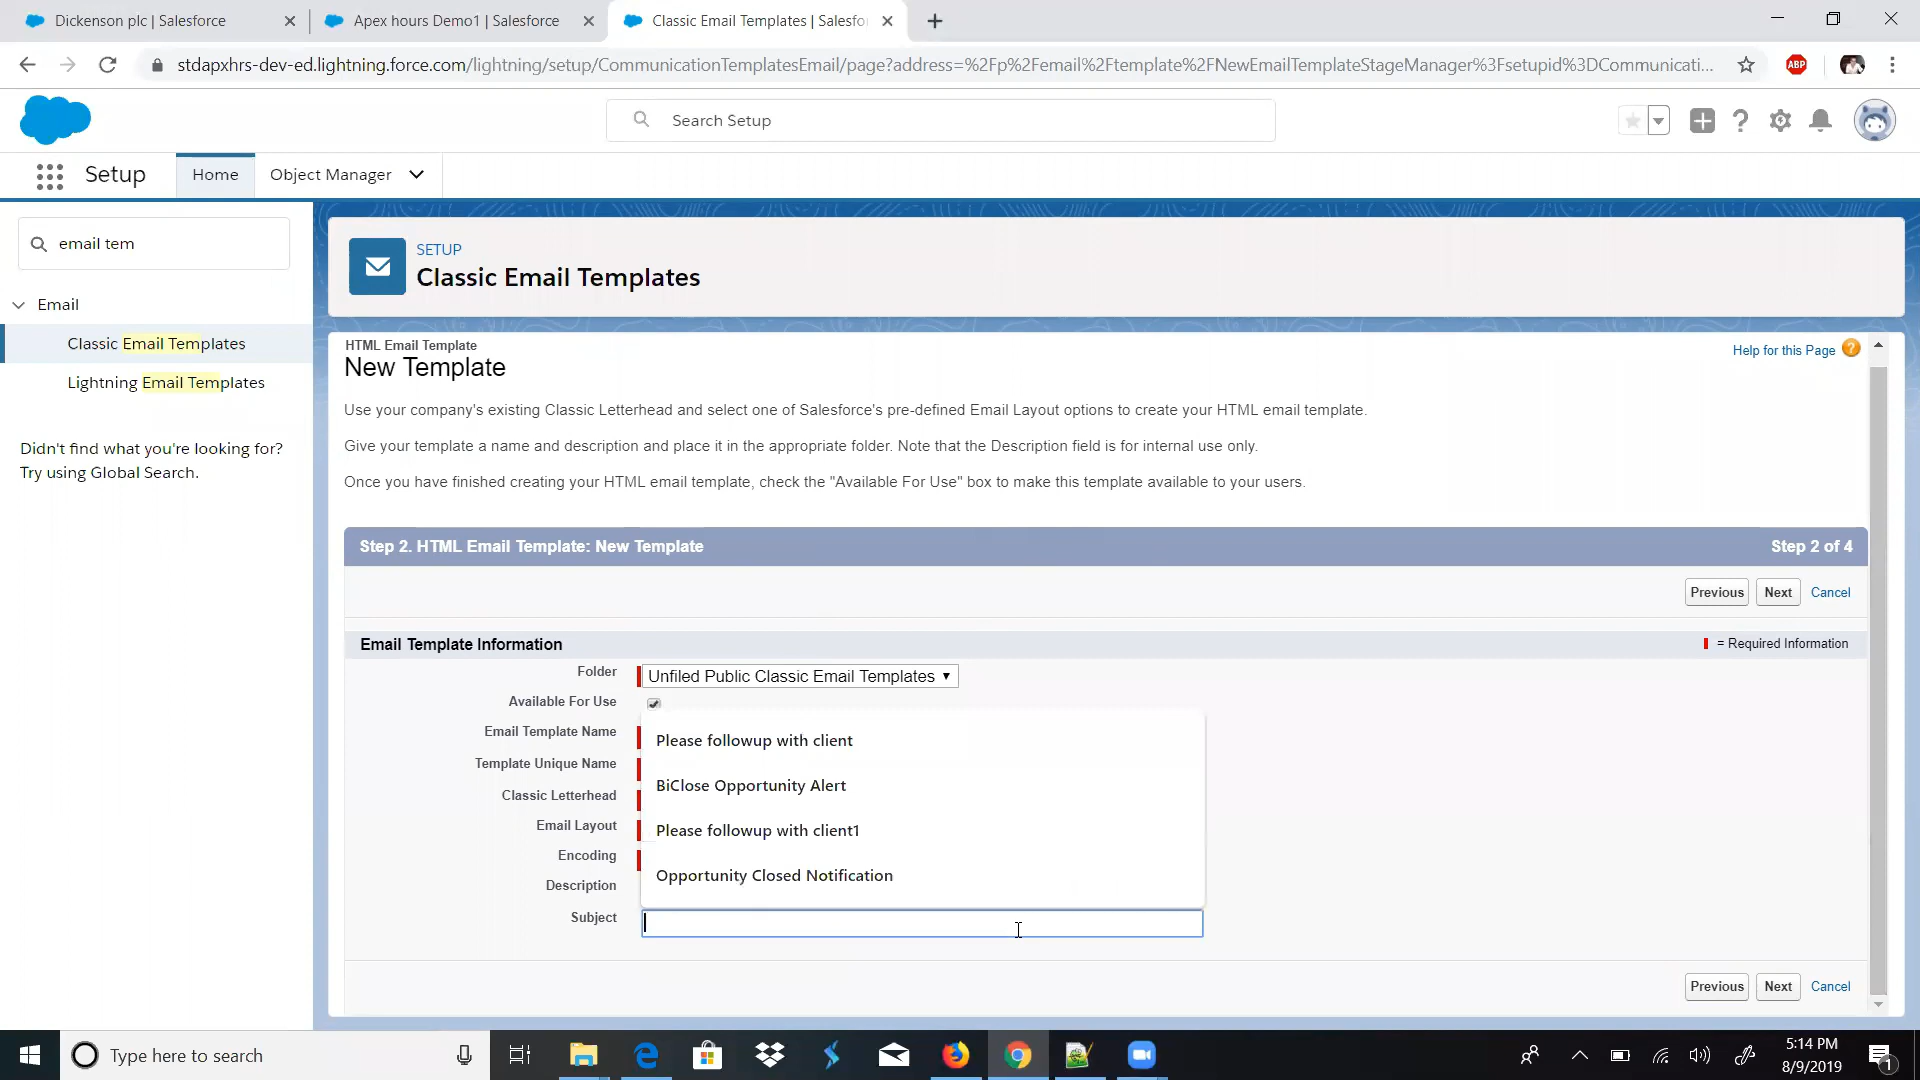 Dickenson plc | Salesforce
Apex hours Demo1 | Salesforce
Classic Email Templates | Salesfo
stdapxhrs-dev-ed.lightning.force.com/lightning/setup/CommunicationTemplatesEmail/page?address=%2Fp%2Femail%2Ftemplate%2FNewEmailTemplateStageManager%3Fsetupid%3DCommunicati...
ABP
Search Setup
Setup
Home
Object Manager
email tem
Email
Classic Email Templates
Lightning Email Templates
Didn't find what you're looking for?
Try using Global Search.
SETUP
Classic Email Templates
HTML Email Template
New Template
Help for this Page
Use your company's existing Classic Letterhead and select one of Salesforce's pre-defined Email Layout options to create your HTML email template.
Give your template a name and description and place it in the appropriate folder. Note that the Description field is for internal use only.
Once you have finished creating your HTML email template, check the "Available For Use" box to make this template available to your users.
Step 2. HTML Email Template: New Template
Step 2 of 4
Previous
Next
Cancel
Email Template Information
= Required Information
Folder
Unfiled Public Classic Email Templates
Available For Use
Email Template Name
Template Unique Name
Classic Letterhead
Email Layout
Encoding
Description
Subject
Please followup with client
BiClose Opportunity Alert
Please followup with client1
Opportunity Closed Notification
Previous
Next
Cancel
Type here to search
5:14 PM
8/9/2019
1